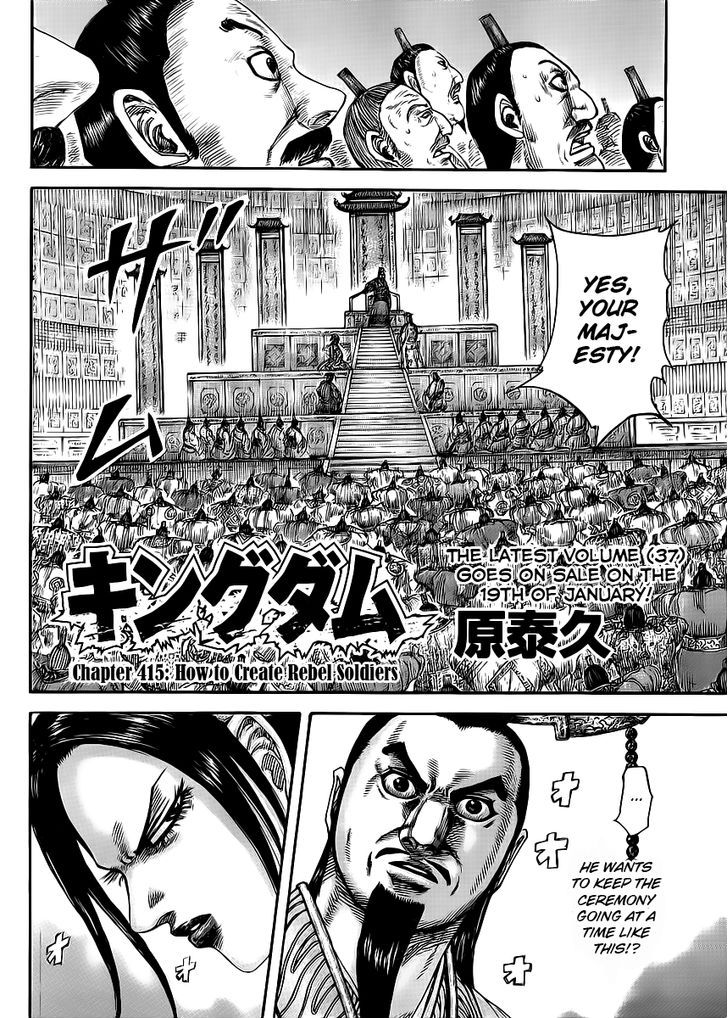 YES,
YOUR
MAJ-
ESTY!
ザ!!
ム
キングダム
THE LATEST VOLUME (37)
GOES ON SALE ON THE
19TH OF JANUARY!
原泰久
Chapter 415: How to Create Rebel Soldiers
...
HE WANTS
TO KEEP THE
CEREMONY
GOING AT A
TIME LIKE
THIS!?
オ
オ
オ
オ
オ